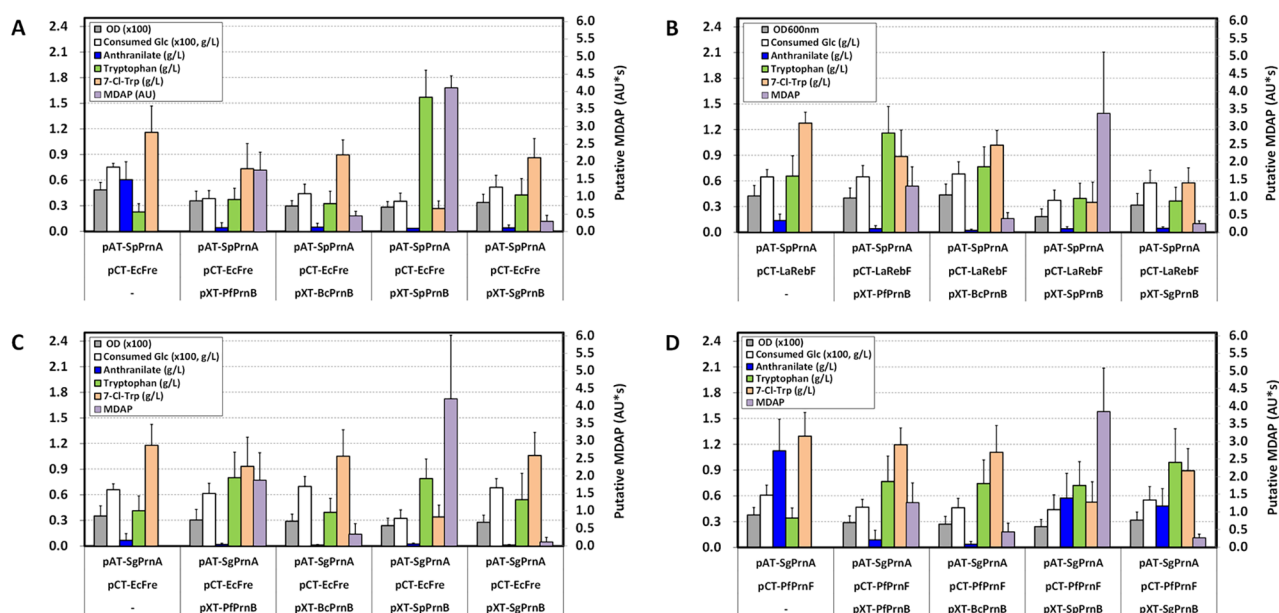 A
2.4
2.1
1.8
1.5
1.2
0.9
0.6
0.3
0.0
OD (x100)
Consumed Glc (x100, g/L)
Anthranilate (g/L)
Tryptophan (g/L)
7-Cl-Trp (g/L)
MDAP (AU)
6.0
5.5
5.0
4.5
4.0
3.5
3.0
2.5
2.0
1.5
1.0
0.5
0.0
Putative MDAP (AU*s)
pAT-SpPrnA pAT-SpPrnA pAT-SpPrnA pAT-SpPrnA pAT-SpPrnA
pCT-EcFre pCT-EcFre pCT-EcFre pCT-EcFre pCT-EcFre
- pXT-PfPrnB pXT-BcPrnB pXT-SpPrnB pXT-SgPrnB
B
2.4
2.1
1.8
1.5
1.2
0.9
0.6
0.3
0.0
OD600nm
Consumed Glc (x100, g/L)
Anthranilate (g/L)
Tryptophan (g/L)
7-Cl-Trp (g/L)
MDAP
6.0
5.5
5.0
4.5
4.0
3.5
3.0
2.5
2.0
1.5
1.0
0.5
0.0
Putative MDAP (AU*s)
pAT-SpPrnA pAT-SpPrnA pAT-SpPrnA pAT-SpPrnA pAT-SpPrnA
pCT-LaRebF pCT-LaRebF pCT-LaRebF pCT-LaRebF pCT-LaRebF
- pXT-PfPrnB pXT-BcPrnB pXT-SpPrnB pXT-SgPrnB
C
2.4
2.1
1.8
1.5
1.2
0.9
0.6
0.3
0.0
OD (x100)
Consumed Glc (x100, g/L)
Anthranilate (g/L)
Tryptophan (g/L)
7-Cl-Trp (g/L)
MDAP
6.0
5.5
5.0
4.5
4.0
3.5
3.0
2.5
2.0
1.5
1.0
0.5
0.0
Putative MDAP (AU*s)
pAT-SgPrnA pAT-SgPrnA pAT-SgPrnA pAT-SgPrnA pAT-SgPrnA
pCT-EcFre pCT-EcFre pCT-EcFre pCT-EcFre pCT-EcFre
- pXT-PfPrnB pXT-BcPrnB pXT-SpPrnB pXT-SgPrnB
D
2.4
2.1
1.8
1.5
1.2
0.9
0.6
0.3
0.0
OD (x100)
Consumed Glc (x100, g/L)
Anthranilate (g/L)
Tryptophan (g/L)
7-Cl-Trp (g/L)
MDAP
6.0
5.5
5.0
4.5
4.0
3.5
3.0
2.5
2.0
1.5
1.0
0.5
0.0
Putative MDAP (AU*s)
pAT-SgPrnA pAT-SgPrnA pAT-SgPrnA pAT-SgPrnA pAT-SgPrnA
pCT-PfPrnF pCT-PfPrnF pCT-PfPrnF pCT-PfPrnF pCT-PfPrnF
- pXT-PfPrnB pXT-BcPrnB pXT-SpPrnB pXT-SgPrnB